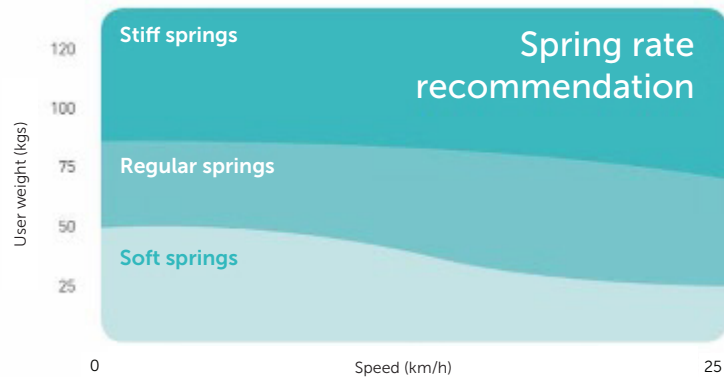 Stiff springs
Spring rate
recommendation
Regular springs
Soft springs
User weight (kgs)
120
100
75
50
25
0
Speed (km/h)
25